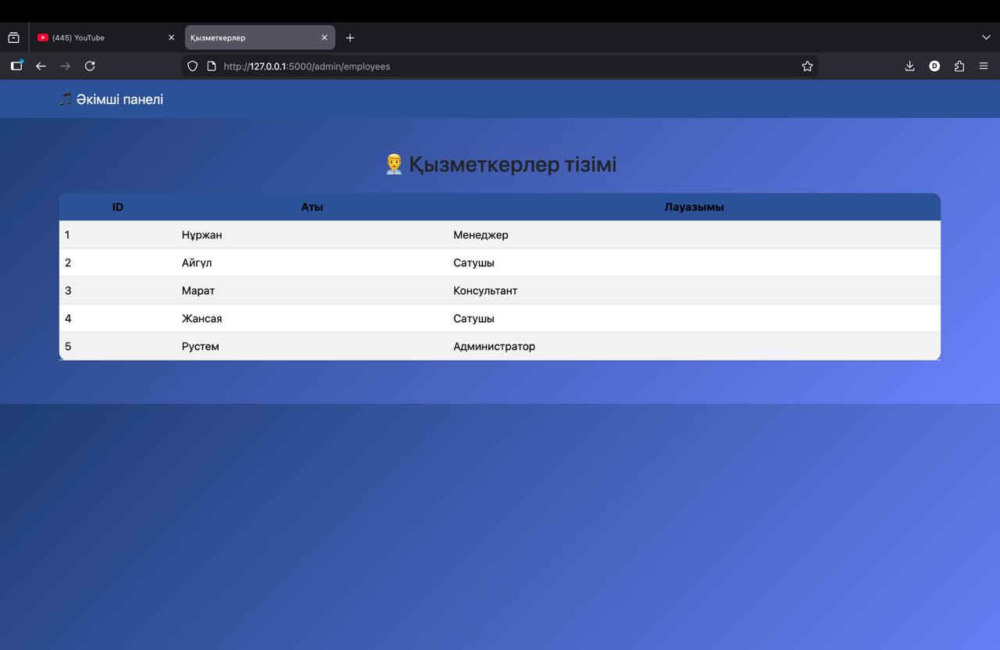 (445) YouTube
Қызметкерлер
http://127.0.0.1:5000/admin/employees
D
🎵 Әкімші панелі
👨‍💼 Қызметкерлер тізімі
ID Аты Лауазымы
1 Нұржан Менеджер
2 Айгүл Сатушы
3 Марат Консультант
4 Жансая Сатушы
5 Рустем Администратор